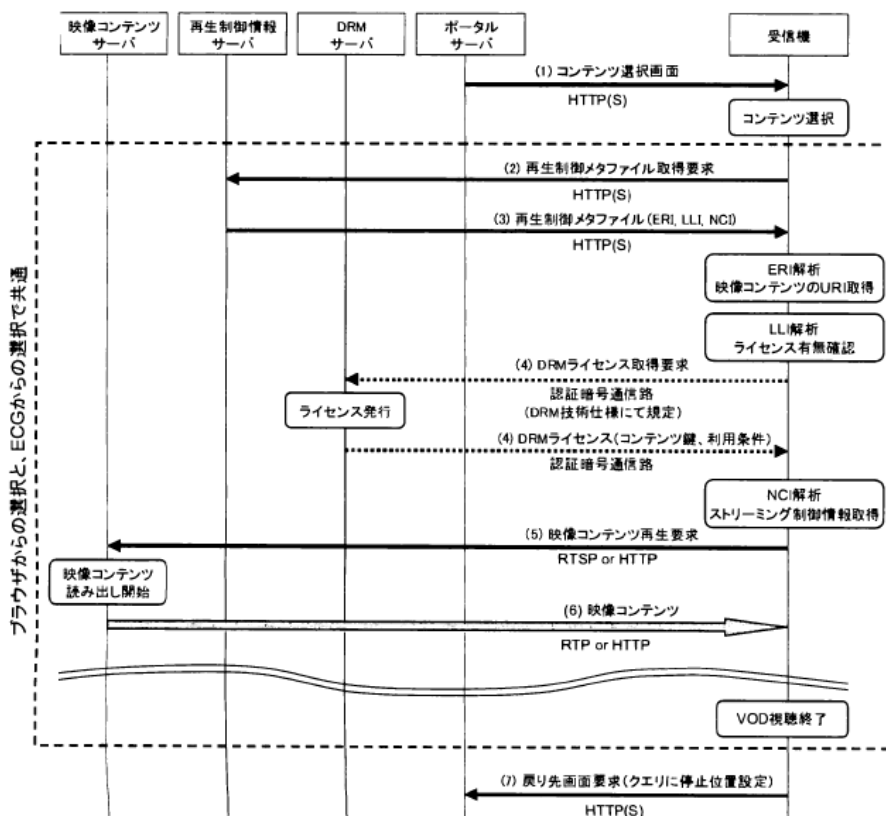 映像コンテンツ
サーバ
再生制御情報
サーバ
DRM
サーバ
ポータル
サーバ
受信機
(1) コンテンツ選択画面
HTTP(S)
コンテンツ選択
(2) 再生制御メタファイル取得要求
HTTP(S)
(3) 再生制御メタファイル(ERI, LLI, NCI)
HTTP(S)
ERI解析
映像コンテンツのURI取得
LLI解析
ライセンス有無確認
(4) DRMライセンス取得要求
認証暗号通信路
(DRM技術仕様にて規定)
ライセンス発行
(4) DRMライセンス(コンテンツ鍵、利用条件)
認証暗号通信路
NCI解析
ストリーミング制御情報取得
(5) 映像コンテンツ再生要求
RTSP or HTTP
映像コンテンツ
読み出し開始
(6) 映像コンテンツ
RTP or HTTP
VOD視聴終了
(7) 戻り先画面要求(クエリに停止位置設定)
HTTP(S)
ブラウザからの選択と、ECGからの選択で共通